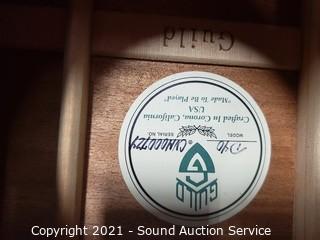 Guild
"Made To Be Played"
USA
Crafted In Corona, California
MODEL
SERIAL NO.
D40
GUILD
Copyright 2021 - Sound Auction Service